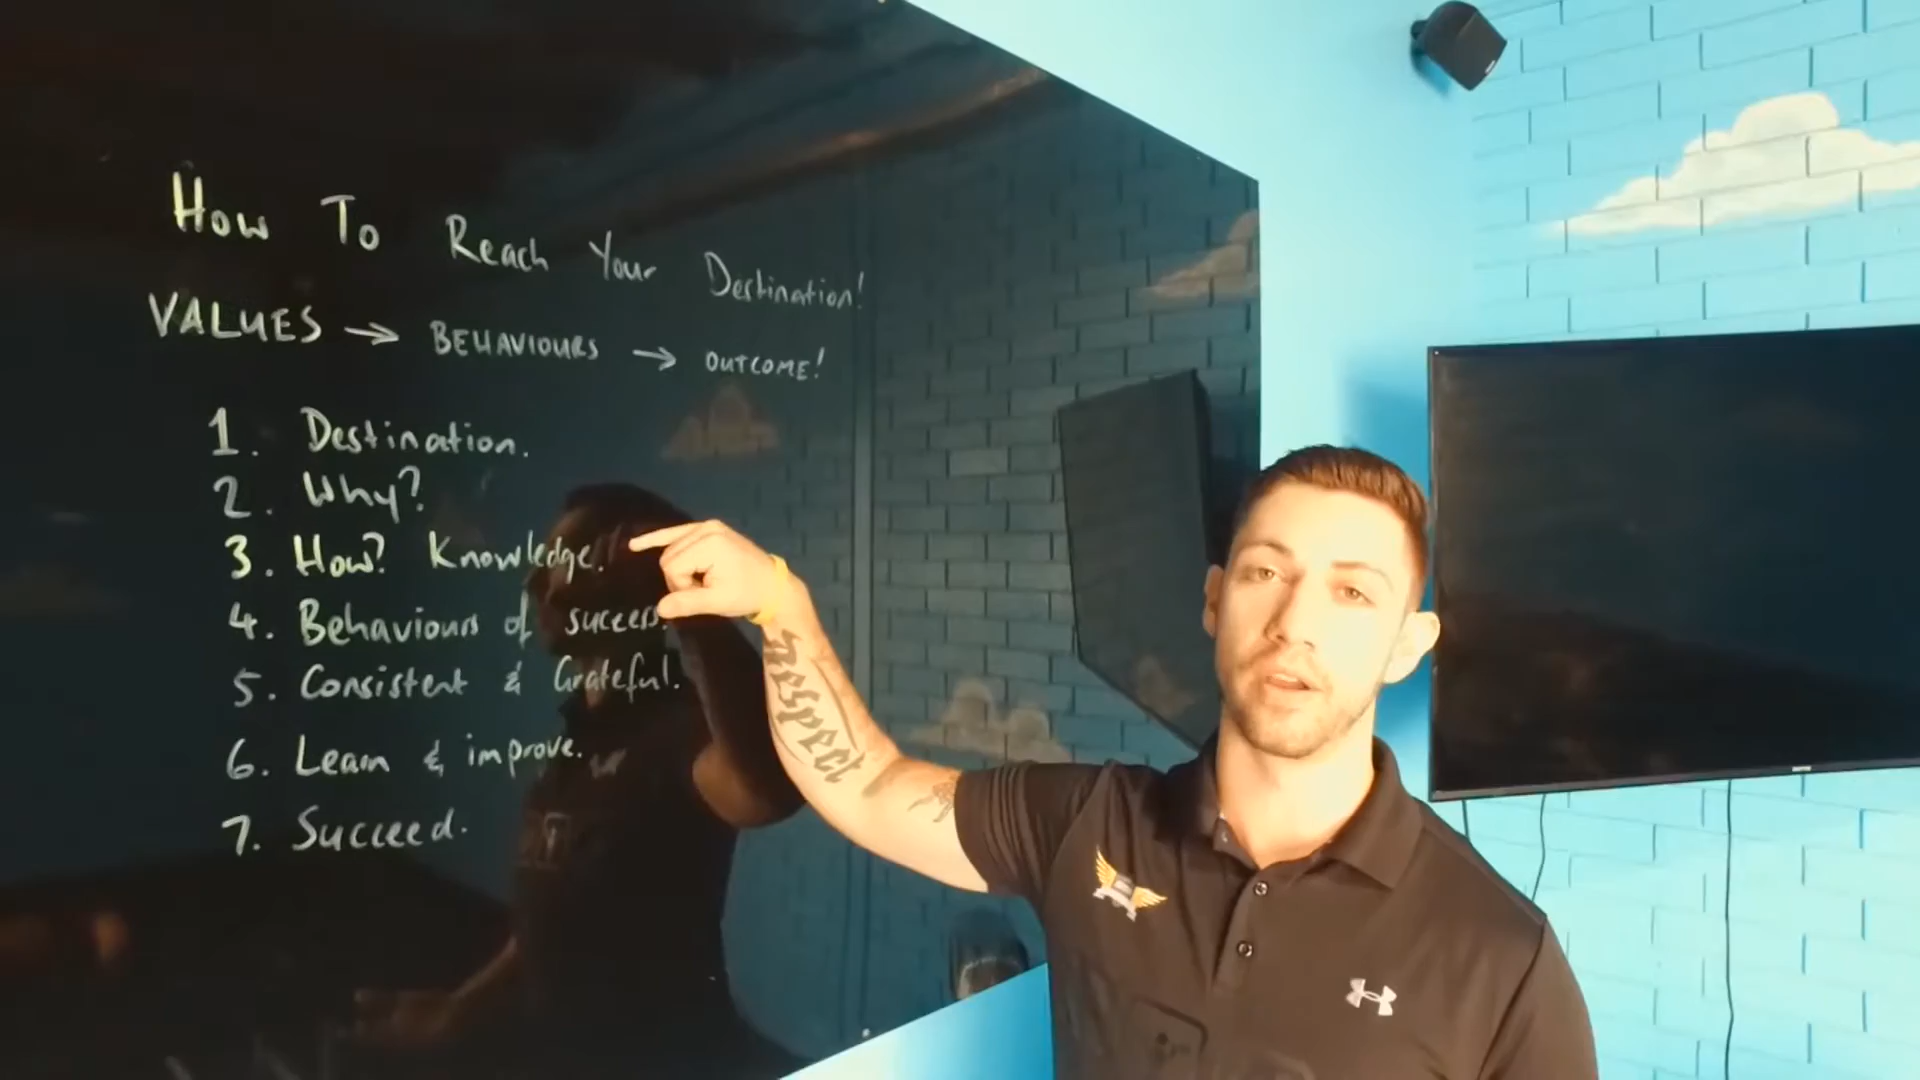 How To Reach Your Destination!
VALUES → BEHAVIOURS → OUTCOME!
1. Destination.
2. Why?
3. How? Knowledge!
4. Behaviours of success.
5. Consistent & Grateful.
6. Learn & improve.
7. Succeed.
Respect